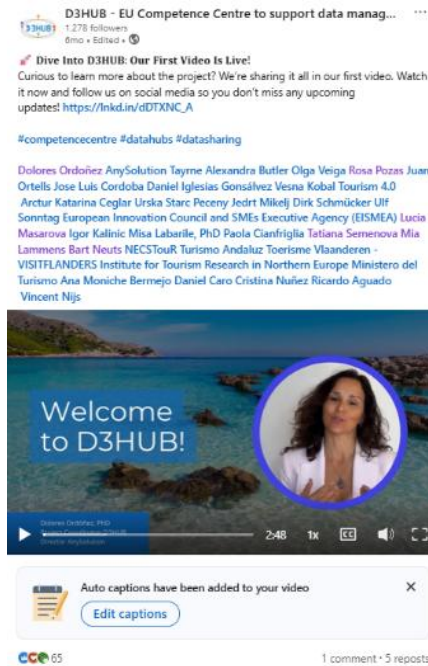 D3HUB - EU Competence Centre to support data manag...
1.278 followers
6mo • Edited •
Dive Into D3HUB: Our First Video Is Live!
Curious to learn more about the project? We're sharing it all in our first video. Watch
it now and follow us on social media so you don't miss any upcoming
updates! https://lnkd.in/dDTXNC_A
#competencecentre #datahubs #datasharing
Dolores Ordoñez AnySolution Tayrne Alexandra Butler Olga Veiga Rosa Pozas Juan
Ortells Jose Luis Cordoba Daniel Iglesias Gonsálvez Vesna Kobal Tourism 4.0
Arctur Katarina Ceglar Urska Starc Peceny Jedrt Mikelj Dirk Schmücker Ulf
Sonntag European Innovation Council and SMEs Executive Agency (EISMEA) Lucia
Masarova Igor Kalinic Misa Labarile, PhD Paola Cianfriglia Tatiana Semenova Mia
Lammens Bart Neuts NECSTouR Turismo Andaluz Toerisme Vlaanderen -
VISITFLANDERS Institute for Tourism Research in Northern Europe Ministero del
Turismo Ana Moniche Bermejo Daniel Caro Cristina Nuñez Ricardo Aguado
Vincent Nijs
Welcome
to D3HUB!
Dolores Ordóñez, PhD
2:48 1x CC
Auto captions have been added to your video
Edit captions
65
1 comment • 5 reposts